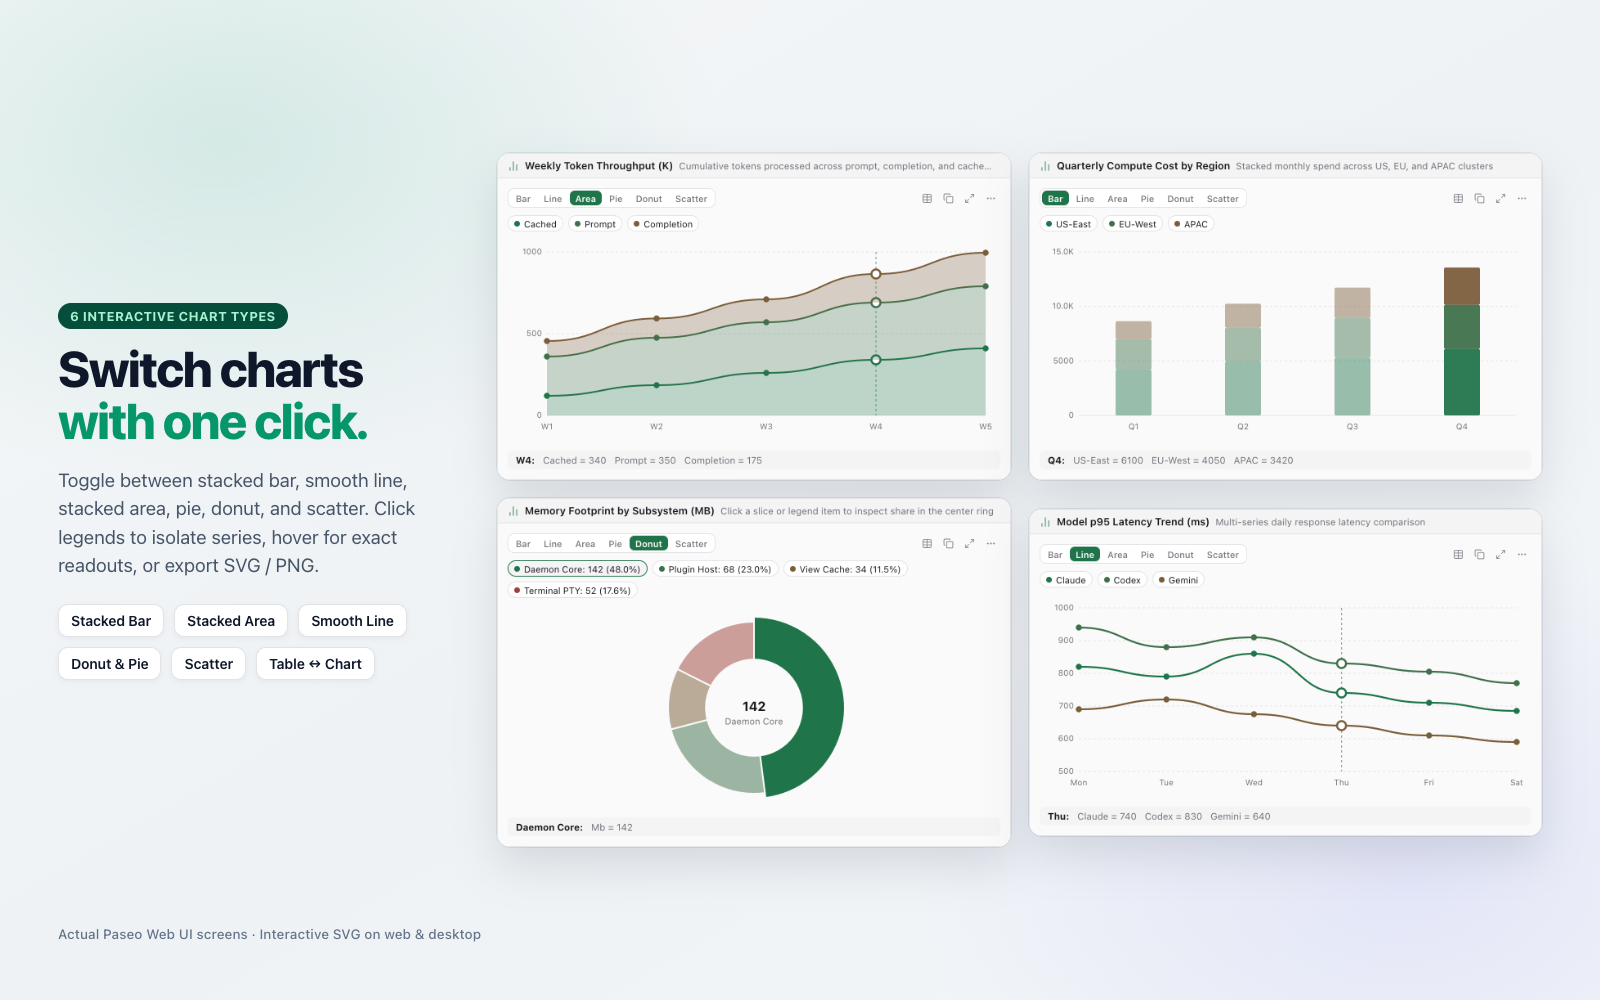 6 INTERACTIVE CHART TYPES
Switch charts
with one click.
Toggle between stacked bar, smooth line,
stacked area, pie, donut, and scatter. Click
legends to isolate series, hover for exact
readouts, or export SVG / PNG.
Stacked Bar
Stacked Area
Smooth Line
Donut & Pie
Scatter
Table ↔ Chart
Actual Paseo Web UI screens · Interactive SVG on web & desktop
Weekly Token Throughput (K) Cumulative tokens processed across prompt, completion, and cache...
Bar Line Area Pie Donut Scatter
Cached Prompt Completion
1000
500
0
W1 W2 W3 W4 W5
W4: Cached = 340 Prompt = 350 Completion = 175
Quarterly Compute Cost by Region Stacked monthly spend across US, EU, and APAC clusters
Bar Line Area Pie Donut Scatter
US-East EU-West APAC
15.0K
10.0K
5000
0
Q1 Q2 Q3 Q4
Q4: US-East = 6100 EU-West = 4050 APAC = 3420
Memory Footprint by Subsystem (MB) Click a slice or legend item to inspect share in the center ring
Bar Line Area Pie Donut Scatter
Daemon Core: 142 (48.0%) Plugin Host: 68 (23.0%) View Cache: 34 (11.5%)
Terminal PTY: 52 (17.6%)
142
Daemon Core
Daemon Core: Mb = 142
Model p95 Latency Trend (ms) Multi-series daily response latency comparison
Bar Line Area Pie Donut Scatter
Claude Codex Gemini
1000
900
800
700
600
500
Mon Tue Wed Thu Fri Sat
Thu: Claude = 740 Codex = 830 Gemini = 640